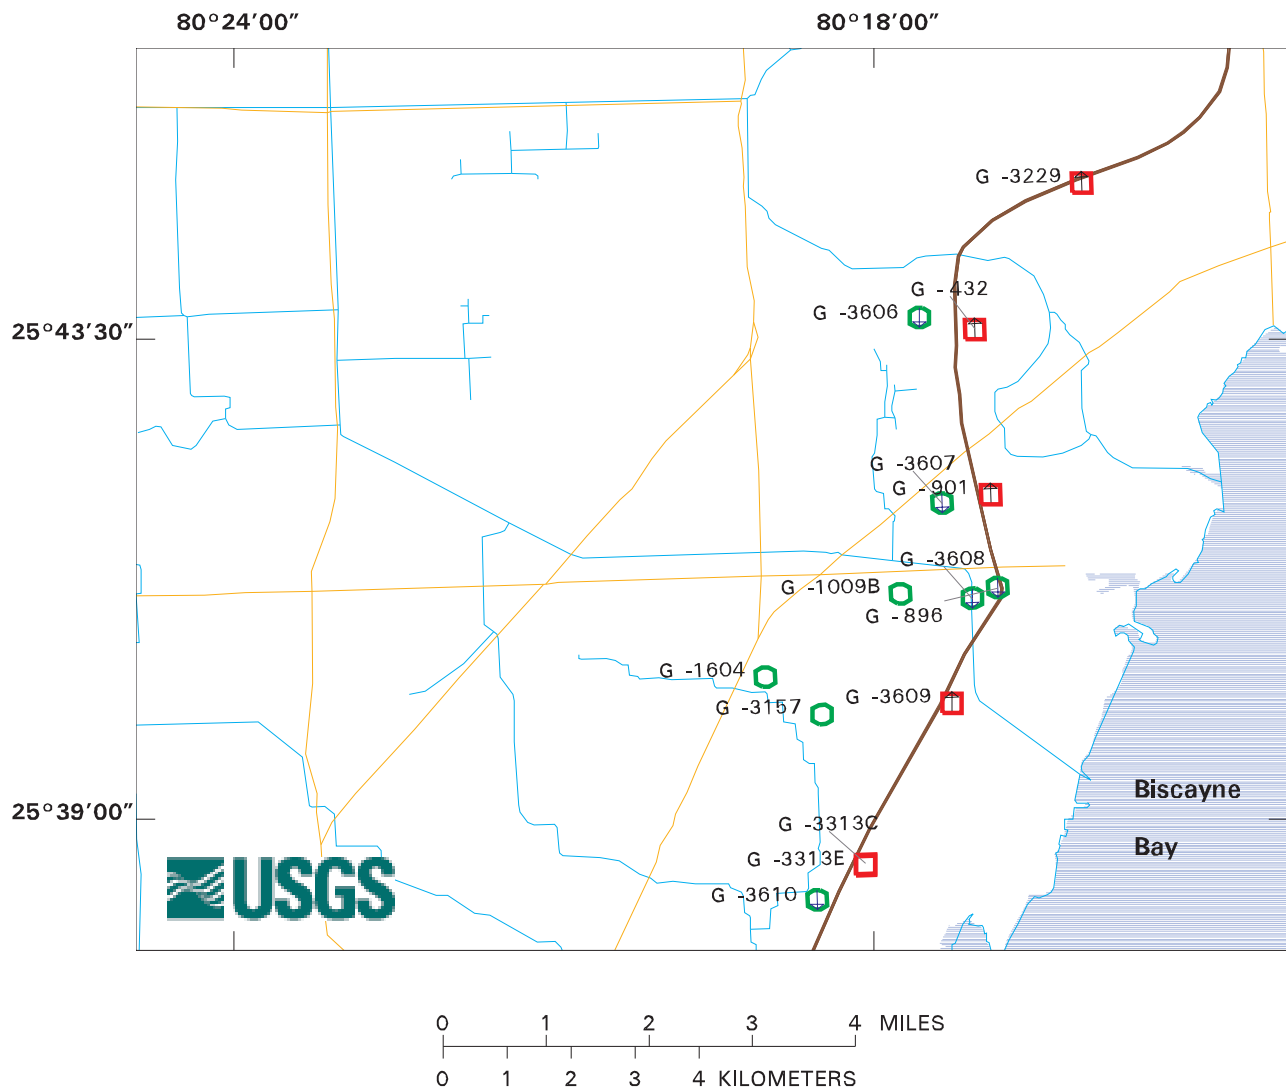 80°24'00" 80°18'00"
G -3229
G - 432
G -3606
25°43'30"
G -3607
G - 901
G -3608
G -1009B
G - 896
G -1604
G -3609
G -3157
Biscayne
25°39'00"
G -3313C
Bay
G -3313E
USGS
G -3610
0 1 2 3 4 MILES
0 1 2 3 4 KILOMETERS